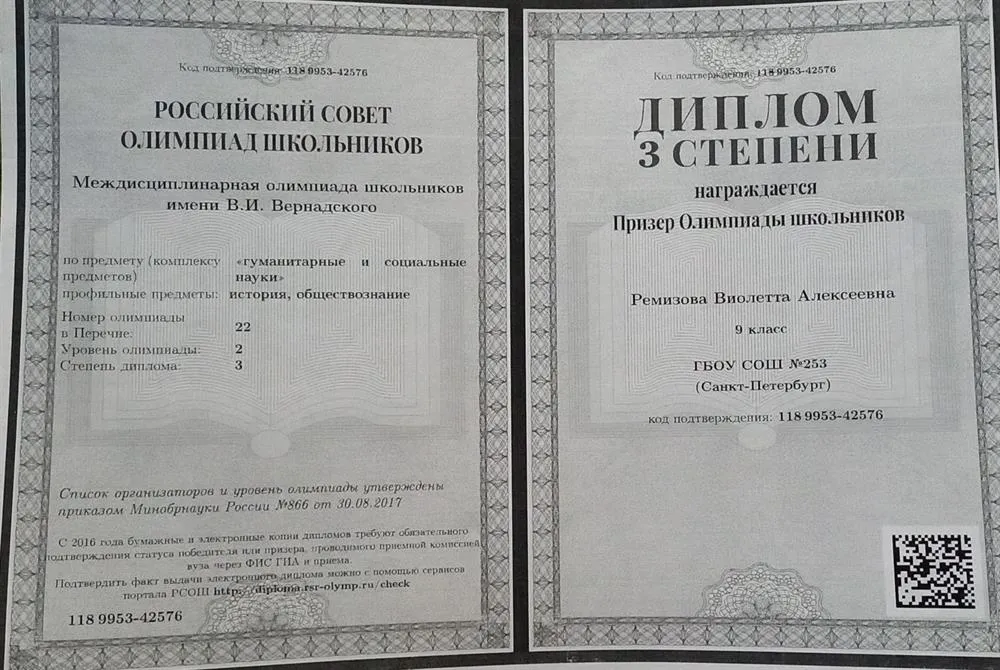 Код подтверждения: 118 9953-42576
РОССИЙСКИЙ СОВЕТ
ОЛИМПИАД ШКОЛЬНИКОВ
Междисциплинарная олимпиада школьников
имени В.И. Вернадского
по предмету (комплексу «гуманитарные и социальные
предметов) науки»
профильные предметы: история, обществознание
Номер олимпиады
в Перечне: 22
Уровень олимпиады: 2
Степень диплома: 3
Список организаторов и уровень олимпиады утверждены
приказом Минобрнауки России №866 от 30.08.2017
С 2016 года бумажные и электронные копии дипломов требуют обязательного
подтверждения статуса победителя или призера, проводимого приемной комиссией
вуза через ФИС ГИА и приема.
Подтвердить факт выдачи электронного диплома можно с помощью сервисов
портала РСОШ http://diploma.rsr-olymp.ru/check
118 9953-42576
Код подтверждения: 118 9953-42576
ДИПЛОМ
3 СТЕПЕНИ
награждается
Призер Олимпиады школьников
Ремизова Виолетта Алексеевна
9 класс
ГБОУ СОШ №253
(Санкт-Петербург)
код подтверждения: 118 9953-42576